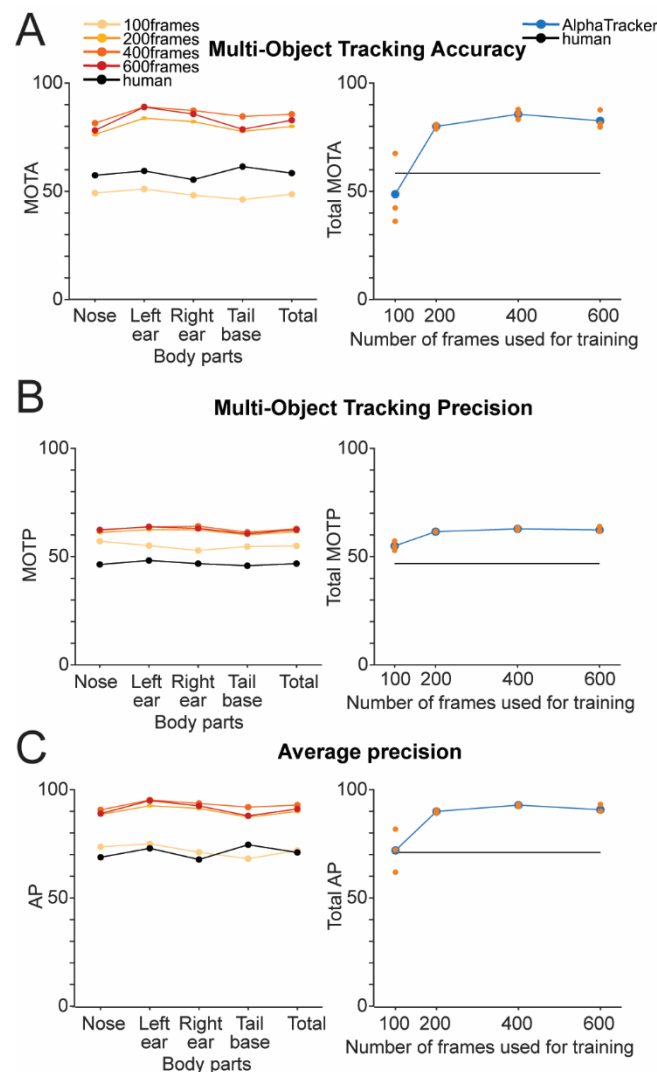 A
100frames
200frames
400frames
600frames
human
AlphaTracker
human
Multi-Object Tracking Accuracy
100
50
0
MOTA
Nose
Left
ear
Right
ear
Tail
base
Total
Body parts
100
50
0
Total MOTA
100
200
400
600
Number of frames used for training
B
Multi-Object Tracking Precision
100
50
0
MOTP
Nose
Left
ear
Right
ear
Tail
base
Total
Body parts
100
50
0
Total MOTP
100
200
400
600
Number of frames used for training
C
Average precision
100
50
0
AP
Nose
Left
ear
Right
ear
Tail
base
Total
Body parts
100
50
0
Total AP
100
200
400
600
Number of frames used for training